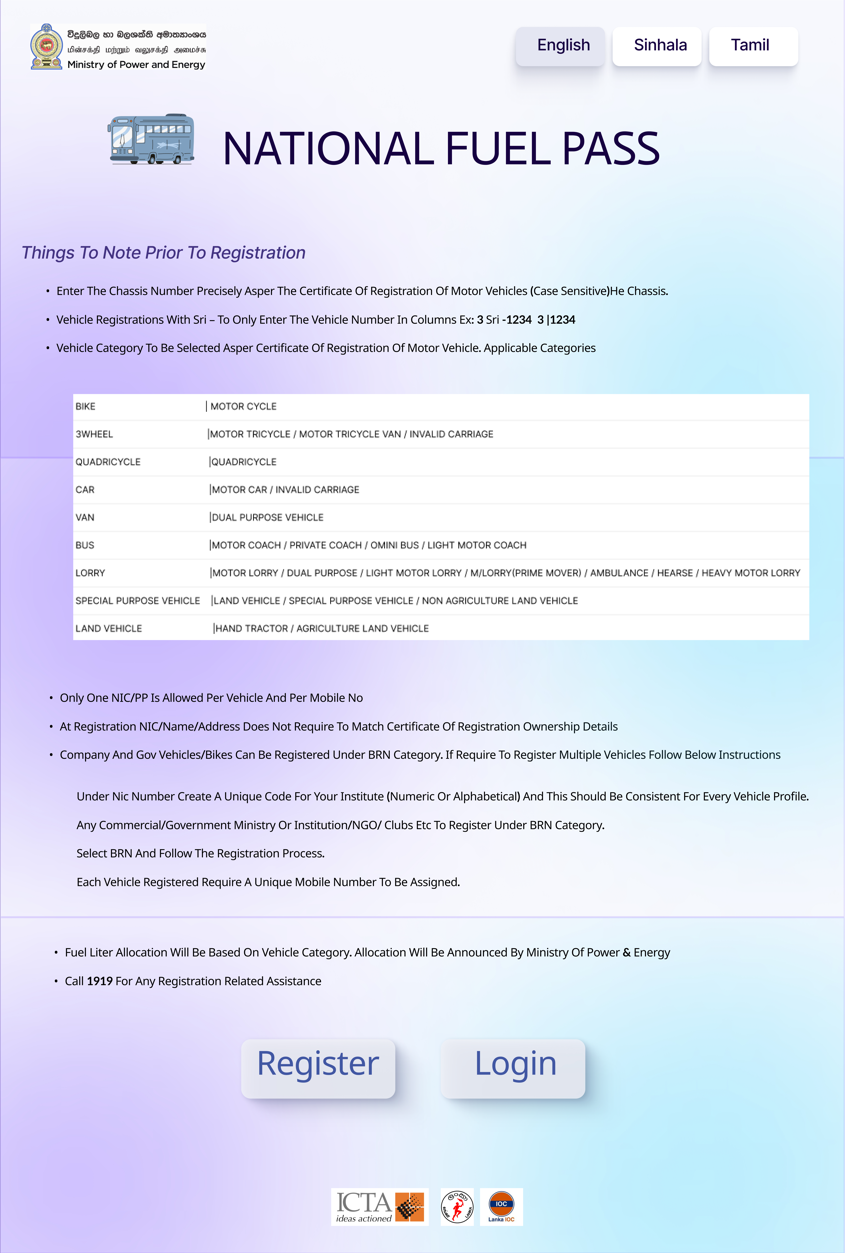 විදුලිබල හා බලශක්ති අමාත්‍යාංශය
மின்சக்தி மற்றும் வலுசக்தி அமைச்சு
Ministry of Power and Energy
English
Sinhala
Tamil
NATIONAL FUEL PASS
Things To Note Prior To Registration
• Enter The Chassis Number Precisely Asper The Certificate Of Registration Of Motor Vehicles (Case Sensitive)He Chassis.
• Vehicle Registrations With Sri – To Only Enter The Vehicle Number In Columns Ex: 3 Sri -1234 3 |1234
• Vehicle Category To Be Selected Asper Certificate Of Registration Of Motor Vehicle. Applicable Categories
BIKE | MOTOR CYCLE
3WHEEL |MOTOR TRICYCLE / MOTOR TRICYCLE VAN / INVALID CARRIAGE
QUADRICYCLE |QUADRICYCLE
CAR |MOTOR CAR / INVALID CARRIAGE
VAN |DUAL PURPOSE VEHICLE
BUS |MOTOR COACH / PRIVATE COACH / OMINI BUS / LIGHT MOTOR COACH
LORRY |MOTOR LORRY / DUAL PURPOSE / LIGHT MOTOR LORRY / M/LORRY(PRIME MOVER) / AMBULANCE / HEARSE / HEAVY MOTOR LORRY
SPECIAL PURPOSE VEHICLE |LAND VEHICLE / SPECIAL PURPOSE VEHICLE / NON AGRICULTURE LAND VEHICLE
LAND VEHICLE |HAND TRACTOR / AGRICULTURE LAND VEHICLE
• Only One NIC/PP Is Allowed Per Vehicle And Per Mobile No
• At Registration NIC/Name/Address Does Not Require To Match Certificate Of Registration Ownership Details
• Company And Gov Vehicles/Bikes Can Be Registered Under BRN Category. If Require To Register Multiple Vehicles Follow Below Instructions
Under Nic Number Create A Unique Code For Your Institute (Numeric Or Alphabetical) And This Should Be Consistent For Every Vehicle Profile.
Any Commercial/Government Ministry Or Institution/NGO/ Clubs Etc To Register Under BRN Category.
Select BRN And Follow The Registration Process.
Each Vehicle Registered Require A Unique Mobile Number To Be Assigned.
• Fuel Liter Allocation Will Be Based On Vehicle Category. Allocation Will Be Announced By Ministry Of Power & Energy
• Call 1919 For Any Registration Related Assistance
Register
Login
ICTA
ideas actioned
IOC
Lanka IOC